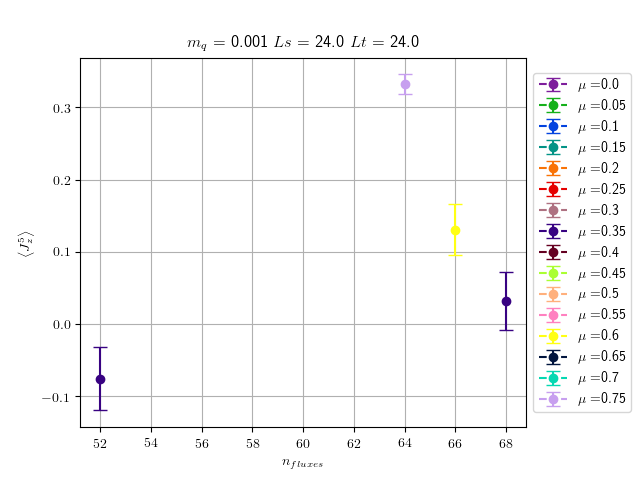 m_q = 0.001 Ls = 24.0 Lt = 24.0
⟨J_z^5⟩
0.3
0.2
0.1
0.0
−0.1
52 54 56 58 60 62 64 66 68
n_fluxes
μ =0.0
μ =0.05
μ =0.1
μ =0.15
μ =0.2
μ =0.25
μ =0.3
μ =0.35
μ =0.4
μ =0.45
μ =0.5
μ =0.55
μ =0.6
μ =0.65
μ =0.7
μ =0.75